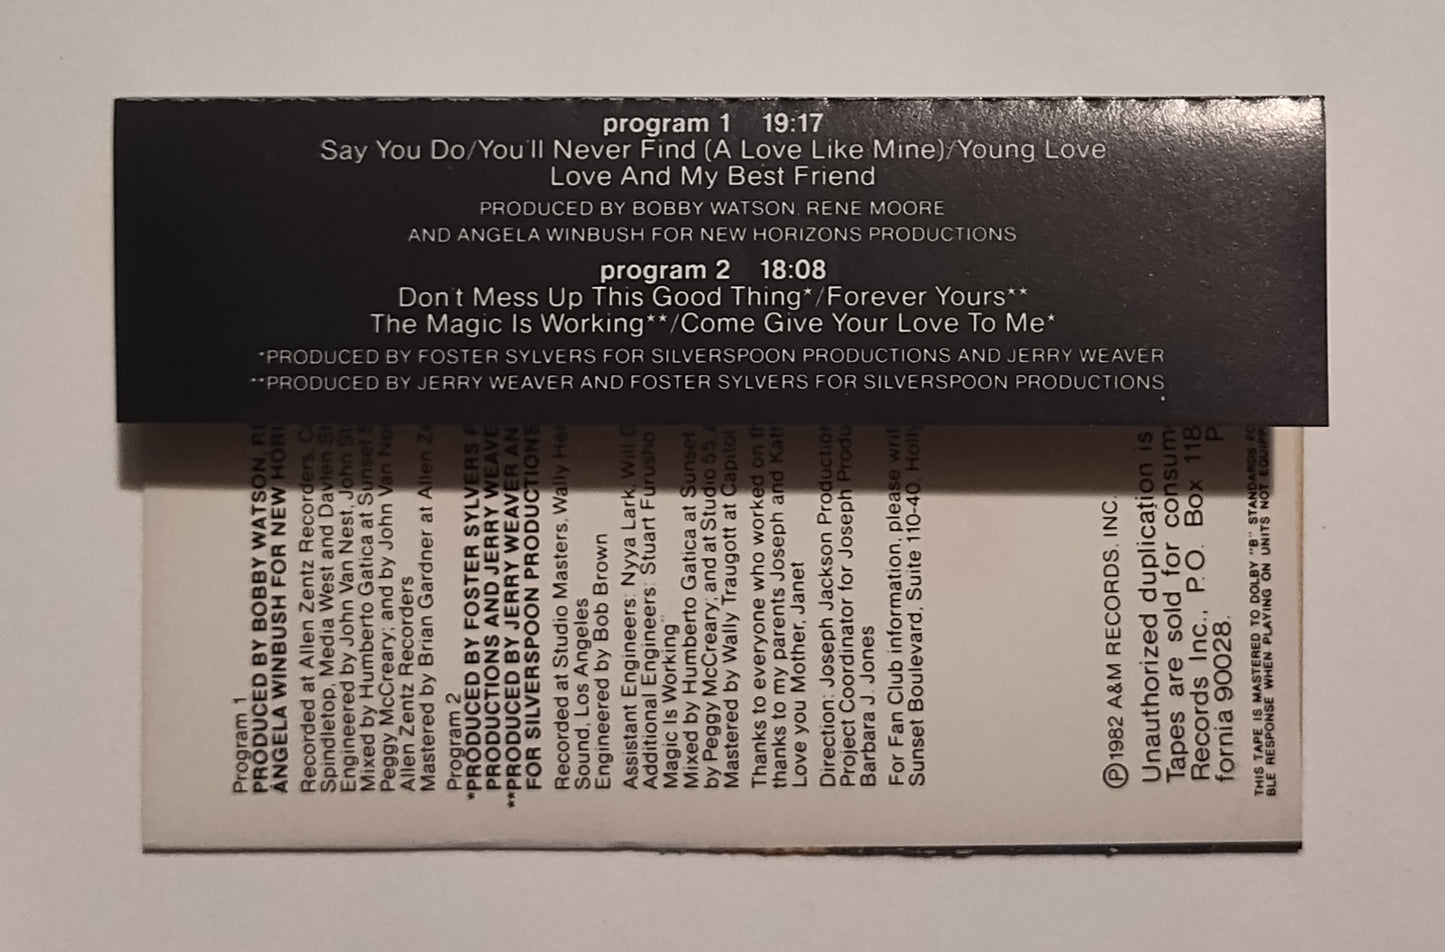 program 1 19:17
Say You Do/You'll Never Find (A Love Like Mine)/Young Love
Love And My Best Friend
PRODUCED BY BOBBY WATSON, RENE MOORE
AND ANGELA WINBUSH FOR NEW HORIZONS PRODUCTIONS
program 2 18:08
Don't Mess Up This Good Thing*/Forever Yours**
The Magic Is Working**/Come Give Your Love To Me*
*PRODUCED BY FOSTER SYLVERS FOR SILVERSPOON PRODUCTIONS AND JERRY WEAVER
**PRODUCED BY JERRY WEAVER AND FOSTER SYLVERS FOR SILVERSPOON PRODUCTIONS
Program 1
PRODUCED BY BOBBY WATSON,
ANGELA WINBUSH FOR NEW
Recorded at Allen Zentz Recorders,
Spindletop, Media West and Davlen
Engineered by John Van Nest, John
Mixed by Humberto Gatica at Sunset
Peggy McCreary; and by John Van
Allen Zentz Recorders
Mastered by Brian Gardner at Allen
Program 2
*PRODUCED BY FOSTER SYLVERS
PRODUCTIONS AND JERRY
**PRODUCED BY JERRY WEAVER
FOR SILVERSPOON PRODUCTIONS
Recorded at Studio Masters, Wally
Sound, Los Angeles
Engineered by Bob Brown
Assistant Engineers: Nyya Lark, Will
Additional Engineers: Stuart Furusho
Magic Is Working"
Mixed by Humberto Gatica at Sunset
by Peggy McCreary; and at Studio 55,
Mastered by Wally Traugott at Capitol
Thanks to everyone who worked on
thanks to my parents Joseph and
Love you Mother, Janet
Direction: Joseph Jackson
Project Coordinator for Joseph
Barbara J. Jones
For Fan Club information, please
Sunset Boulevard, Suite 110-40,
℗1982 A&M RECORDS, INC.
Unauthorized duplication is
Tapes are sold for
Records Inc., P.O. Box 118
fornia 90028.
THIS TAPE IS MASTERED TO DOLBY "B" STANDARDS
BLE RESPONSE WHEN PLAYING ON UNITS NOT